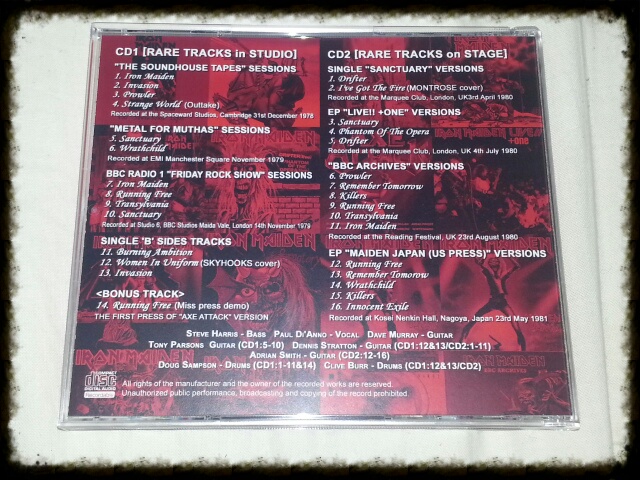 CD1 [RARE TRACKS in STUDIO]
"THE SOUNDHOUSE TAPES" SESSIONS
1. Iron Maiden
2. Invasion
3. Prowler
4. Strange World (Outtake)
Recorded at the Spaceward Studios, Cambridge 31st December 1978
"METAL FOR MUTHAS" SESSIONS
5. Sanctuary
6. Wrathchild
Recorded at EMI Manchester Square November 1979
BBC RADIO 1 "FRIDAY ROCK SHOW" SESSIONS
7. Iron Maiden
8. Running Free
9. Transylvania
10. Sanctuary
Recorded at Studio 6, BBC Studios Maida Vale, London 14th November 1979
SINGLE 'B' SIDES TRACKS
11. Burning Ambition
12. Women In Uniform (SKYHOOKS cover)
13. Invasion
<BONUS TRACK>
14. Running Free (Miss press demo)
THE FIRST PRESS OF "AXE ATTACK" VERSION
CD2 [RARE TRACKS on STAGE]
SINGLE "SANCTUARY" VERSIONS
1. Drifter
2. I've Got The Fire (MONTROSE cover)
Recorded at the Marquee Club, London, UK3rd April 1980
EP "LIVE!! +ONE" VERSIONS
3. Sanctuary
4. Phantom Of The Opera
5. Drifter
Recorded at the Marquee Club, London, UK 4th July 1980
"BBC ARCHIVES" VERSIONS
6. Prowler
7. Remember Tomorrow
8. Killers
9. Running Free
10. Transylvania
11. Iron Maiden
Recorded at the Reading Festival, UK 23rd August 1980
EP "MAIDEN JAPAN (US PRESS)" VERSIONS
12. Running Free
13. Remember Tomorow
14. Wrathchild
15. Killers
16. Innocent Exile
Recorded at Kosei Nenkin Hall, Nagoya, Japan 23rd May 1981
STEVE HARRIS - BASS PAUL DI'ANNO - VOCAL DAVE MURRAY - GUITAR
TONY PARSONS GUITAR (CD1:5-10) DENNIS STRATTON - GUITAR (CD1:12&13/CD2:1-11)
ADRIAN SMITH - GUITAR (CD2:12-16)
DOUG SAMPSON - DRUMS (CD1:1-11&14) CLIVE BURR - DRUMS (CD1:12&13/CD2)
COMPACT
disc
DIGITAL AUDIO
All rights of the manufacturer and the owner of the recorded works are reserved.
Unauthorized public performance, broadcasting and copying of the record prohibited.